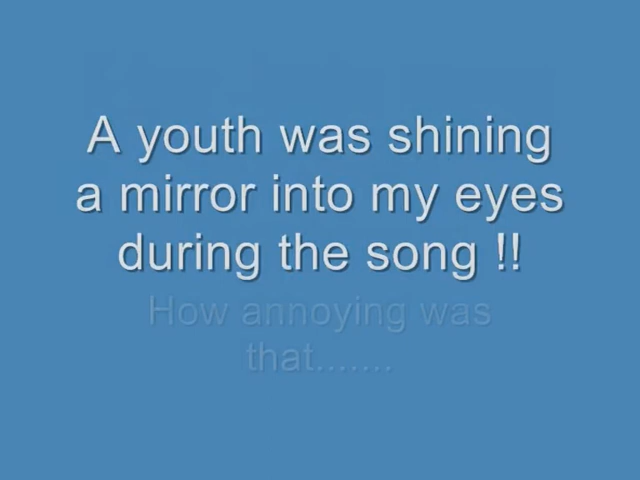 A youth was shining
a mirror into my eyes
during the song !!
How annoying was
that.......